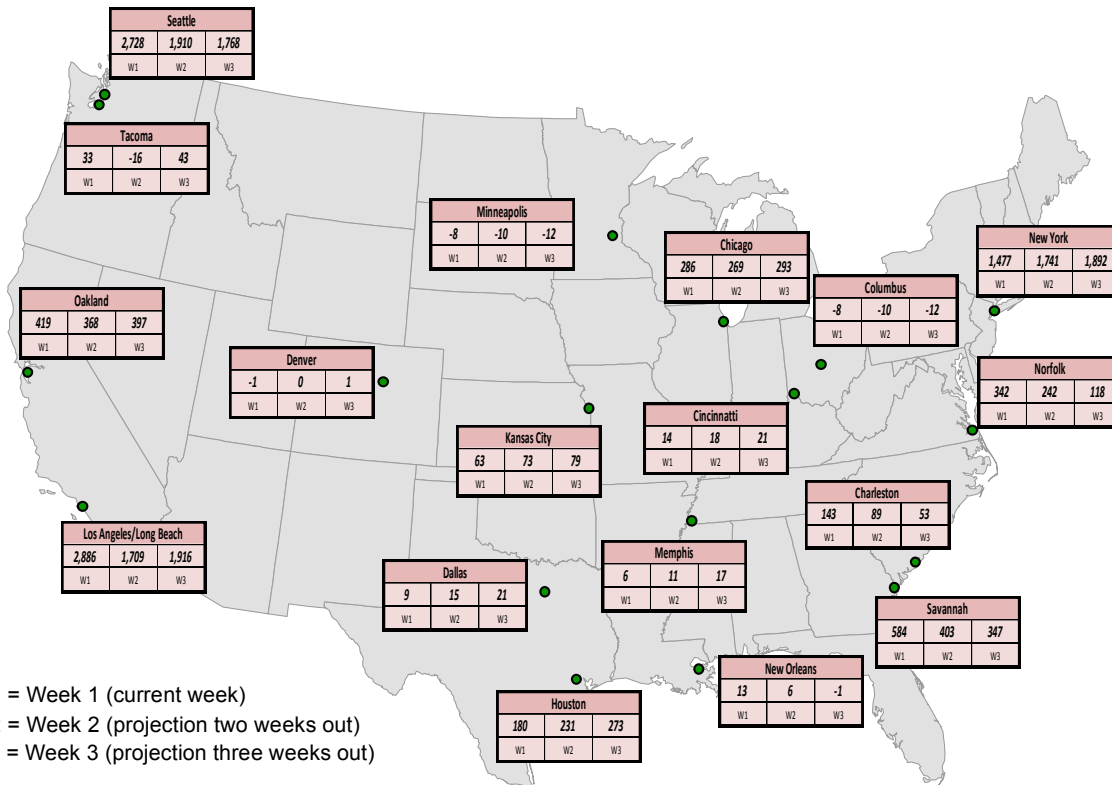 Seattle
2,728 1,910 1,768
W1 W2 W3
Tacoma
33 -16 43
W1 W2 W3
Minneapolis
-8 -10 -12
W1 W2 W3
Chicago
286 269 293
W1 W2 W3
New York
1,477 1,741 1,892
W1 W2 W3
Columbus
-8 -10 -12
W1 W2 W3
Oakland
419 368 397
W1 W2 W3
Denver
-1 0 1
W1 W2 W3
Norfolk
342 242 118
W1 W2 W3
Cincinnatti
14 18 21
W1 W2 W3
Kansas City
63 73 79
W1 W2 W3
Charleston
143 89 53
W1 W2 W3
Los Angeles/Long Beach
2,886 1,709 1,916
W1 W2 W3
Memphis
6 11 17
W1 W2 W3
Dallas
9 15 21
W1 W2 W3
Savannah
584 403 347
W1 W2 W3
New Orleans
13 6 -1
W1 W2 W3
Houston
180 231 273
W1 W2 W3
= Week 1 (current week)
= Week 2 (projection two weeks out)
= Week 3 (projection three weeks out)